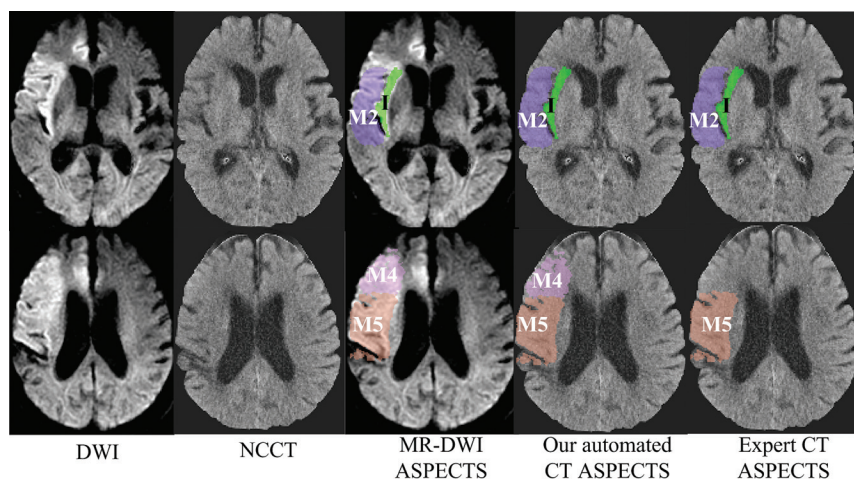 I
M2
I
M2
I
M2
M4
M5
M4
M5
M5
DWI
NCCT
MR-DWI
ASPECTS
Our automated
CT ASPECTS
Expert CT
ASPECTS